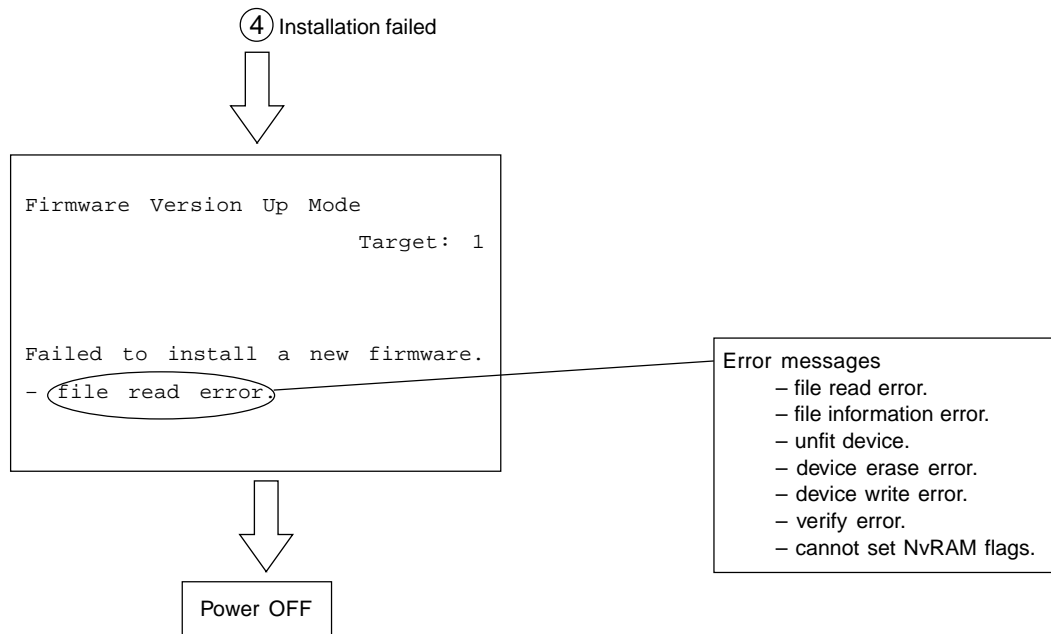 4 Installation failed
Firmware Version Up Mode
Target: 1
Failed to install a new firmware.
– file read error.
Error messages
– file read error.
– file information error.
– unfit device.
– device erase error.
– device write error.
– verify error.
– cannot set NvRAM flags.
Power OFF